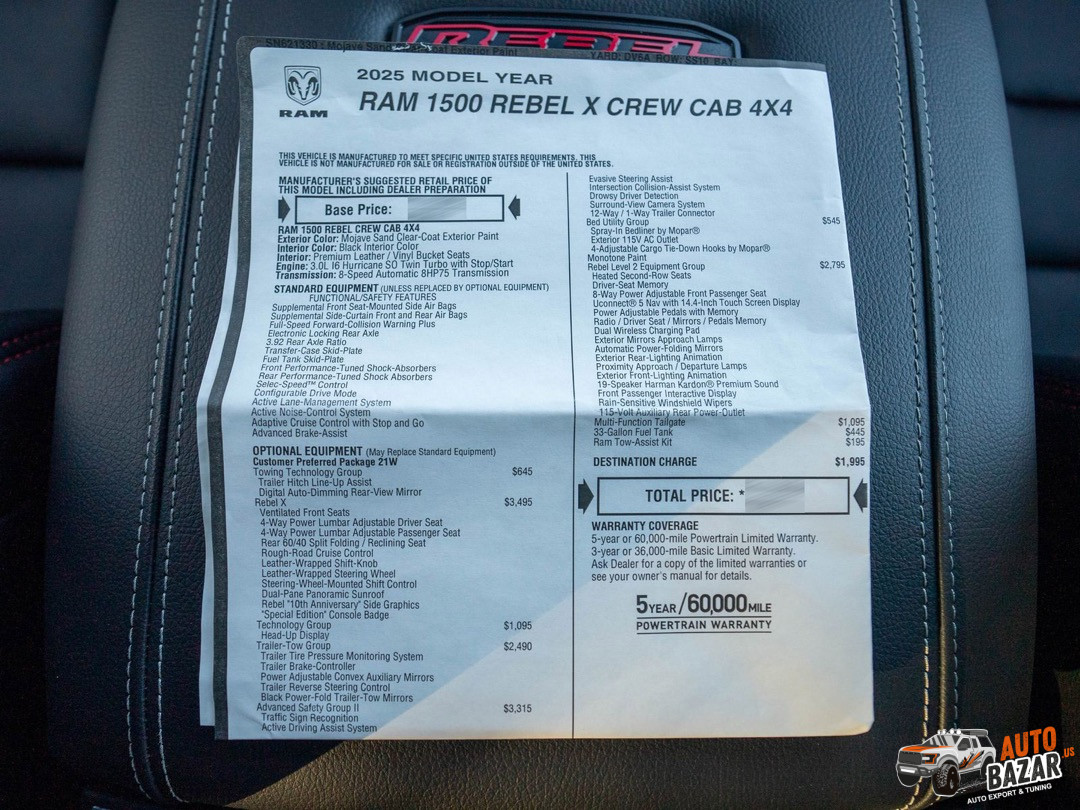 REBEL
SN621330 • Mojave Sand Coat Exterior Paint
YARD: OV6A ROW: SS10 BAY:
RAM
2025 MODEL YEAR
RAM 1500 REBEL X CREW CAB 4X4
THIS VEHICLE IS MANUFACTURED TO MEET SPECIFIC UNITED STATES REQUIREMENTS. THIS
VEHICLE IS NOT MANUFACTURED FOR SALE OR REGISTRATION OUTSIDE OF THE UNITED STATES.
MANUFACTURER'S SUGGESTED RETAIL PRICE OF
THIS MODEL INCLUDING DEALER PREPARATION
Base Price:
RAM 1500 REBEL CREW CAB 4X4
Exterior Color: Mojave Sand Clear-Coat Exterior Paint
Interior Color: Black Interior Color
Interior: Premium Leather / Vinyl Bucket Seats
Engine: 3.0L I6 Hurricane SO Twin Turbo with Stop/Start
Transmission: 8-Speed Automatic 8HP75 Transmission
STANDARD EQUIPMENT (UNLESS REPLACED BY OPTIONAL EQUIPMENT)
FUNCTIONAL/SAFETY FEATURES
Supplemental Front Seat-Mounted Side Air Bags
Supplemental Side-Curtain Front and Rear Air Bags
Full-Speed Forward-Collision Warning Plus
Electronic Locking Rear Axle
3.92 Rear Axle Ratio
Transfer-Case Skid-Plate
Fuel Tank Skid-Plate
Front Performance-Tuned Shock-Absorbers
Rear Performance-Tuned Shock Absorbers
Selec-Speed™ Control
Configurable Drive Mode
Active Lane-Management System
Active Noise-Control System
Adaptive Cruise Control with Stop and Go
Advanced Brake-Assist
OPTIONAL EQUIPMENT (May Replace Standard Equipment)
Customer Preferred Package 21W
Towing Technology Group $645
Trailer Hitch Line-Up Assist
Digital Auto-Dimming Rear-View Mirror
Rebel X $3,495
Ventilated Front Seats
4-Way Power Lumbar Adjustable Driver Seat
4-Way Power Lumbar Adjustable Passenger Seat
Rear 60/40 Split Folding / Reclining Seat
Rough-Road Cruise Control
Leather-Wrapped Shift-Knob
Leather-Wrapped Steering Wheel
Steering-Wheel-Mounted Shift Control
Dual-Pane Panoramic Sunroof
Rebel "10th Anniversary" Side Graphics
"Special Edition" Console Badge
Technology Group $1,095
Head-Up Display
Trailer-Tow Group $2,490
Trailer Tire Pressure Monitoring System
Trailer Brake-Controller
Power Adjustable Convex Auxiliary Mirrors
Trailer Reverse Steering Control
Black Power-Fold Trailer-Tow Mirrors
Advanced Safety Group II $3,315
Traffic Sign Recognition
Active Driving Assist System
Evasive Steering Assist
Intersection Collision-Assist System
Drowsy Driver Detection
Surround-View Camera System
12-Way / 1-Way Trailer Connector
Bed Utility Group $545
Spray-In Bedliner by Mopar®
Exterior 115V AC Outlet
4-Adjustable Cargo Tie-Down Hooks by Mopar®
Monotone Paint
Rebel Level 2 Equipment Group $2,795
Heated Second-Row Seats
Driver-Seat Memory
8-Way Power Adjustable Front Passenger Seat
Uconnect® 5 Nav with 14.4-Inch Touch Screen Display
Power Adjustable Pedals with Memory
Radio / Driver Seat / Mirrors / Pedals Memory
Dual Wireless Charging Pad
Exterior Mirrors Approach Lamps
Automatic Power-Folding Mirrors
Exterior Rear-Lighting Animation
Proximity Approach / Departure Lamps
Exterior Front-Lighting Animation
19-Speaker Harman Kardon® Premium Sound
Front Passenger Interactive Display
Rain-Sensitive Windshield Wipers
115-Volt Auxiliary Rear Power-Outlet
Multi-Function Tailgate $1,095
33-Gallon Fuel Tank $445
Ram Tow-Assist Kit $195
DESTINATION CHARGE $1,995
TOTAL PRICE: *
WARRANTY COVERAGE
5-year or 60,000-mile Powertrain Limited Warranty.
3-year or 36,000-mile Basic Limited Warranty.
Ask Dealer for a copy of the limited warranties or
see your owner's manual for details.
5 YEAR/60,000 MILE
POWERTRAIN WARRANTY
AUTO
BAZAR.US
AUTO EXPORT & TUNING